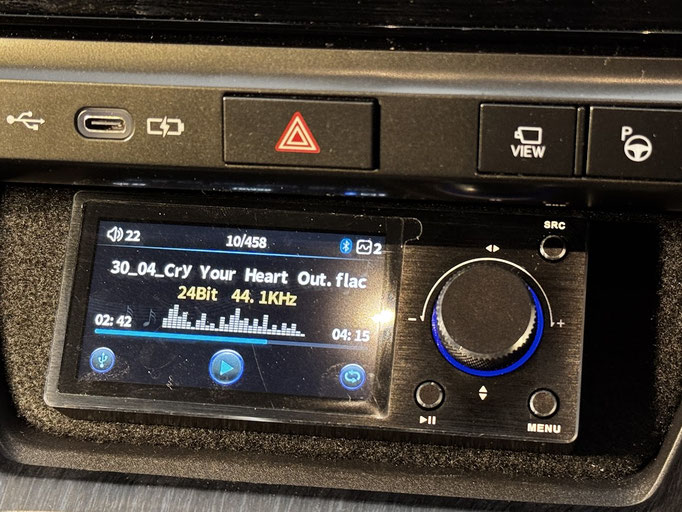 VIEW
P
22
10/458
2
SRC
30_04_Cry Your Heart Out.flac
24Bit 44.1KHz
02:42
04:15
MENU